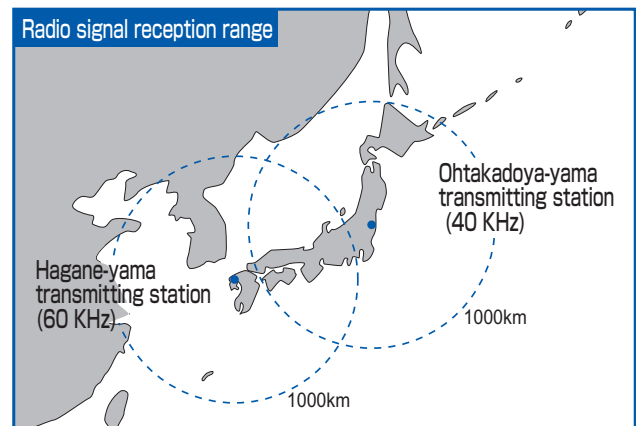 Radio signal reception range
Ohtakadoya-yama
transmitting station
(40 KHz)
Hagane-yama
transmitting station
(60 KHz)
1000km
1000km